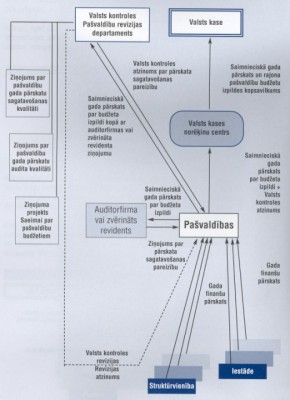 Valsts kontroles
Pašvaldību revīzijas
departaments
Valsts kase
Ziņojums par
pašvaldību
gada pārskata
sagatavošanas
kvalitāti
Ziņojums par
pašvaldību
gada pārskata
audita kvalitāti
Ziņojuma
projekts
Saeimai par
pašvaldību
budžetiem
Valsts kontroles
atzinums par pārskata
sagatavošanas
pareizību
Saimnieciskā
gada
pārskats
par budžeta
izpildi kopā ar
auditorfirmas vai
zvērināta
revidenta
ziņojumu
Saimnieciskā gada
pārskats un rajona
pašvaldību budžeta
izpildes kopsavilkums
Valsts kases
norēķinu centrs
Saimnieciskā
gada
pārskats
par budžeta
izpildi +
Valsts
kontroles
atzinums
Saimnieciskā
gada pārskats
par budžeta
izpildi
Auditorfirma
vai zvērināts
revidents
Pašvaldības
Ziņojums par
pārskata
sagatavošanas
pareizību
Gada
finanšu
pārskats
Gada
finanšu
pārskats
Valsts kontroles
revīzijas
Revīzijas
atzinums
Iestāde
Struktūrvienība